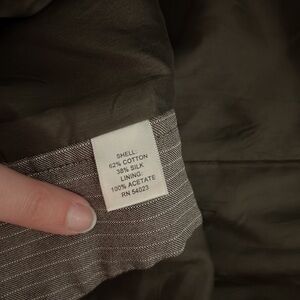 SHELL:
62% COTTON
38% SILK
LINING:
100% ACETATE
RN 54023